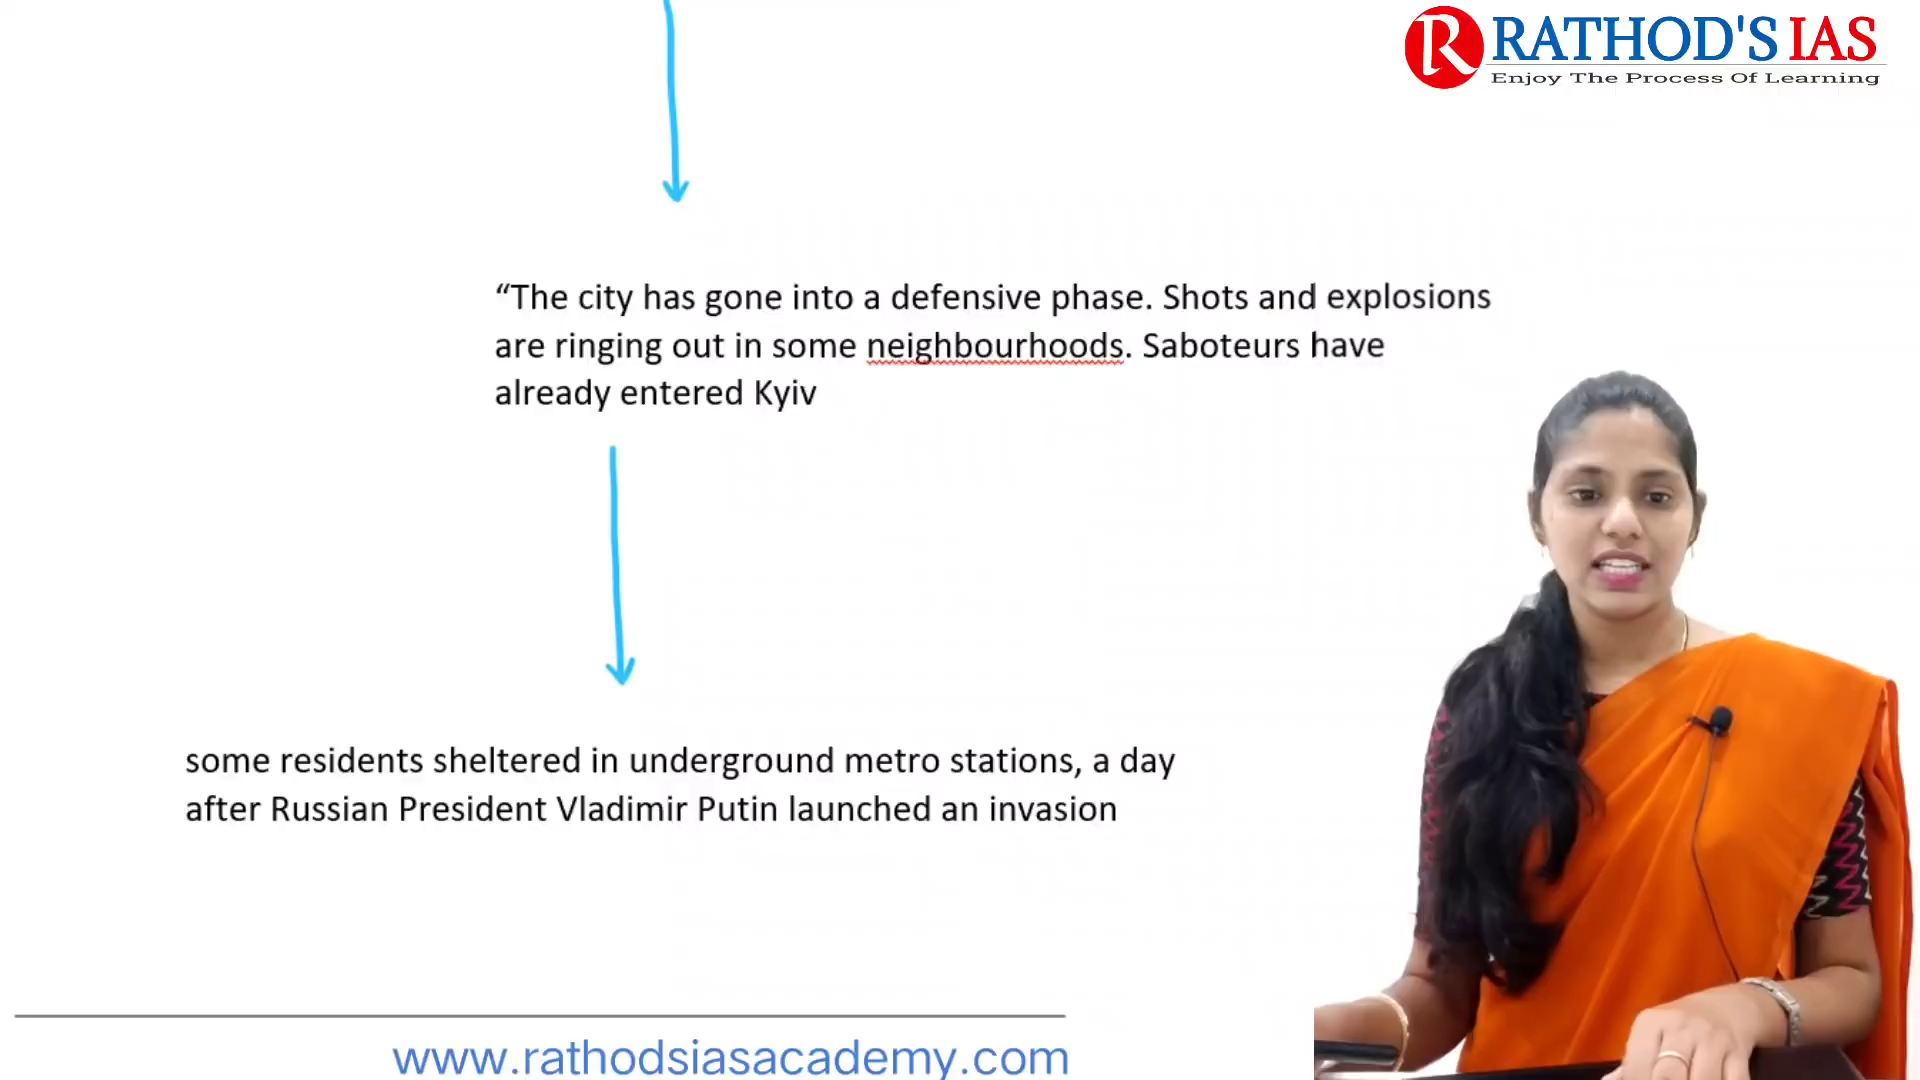 RATHOD'S IAS
Enjoy The Process Of Learning
“The city has gone into a defensive phase. Shots and explosions
are ringing out in some neighbourhoods. Saboteurs have
already entered Kyiv
some residents sheltered in underground metro stations, a day
after Russian President Vladimir Putin launched an invasion
www.rathodsiasacademy.com